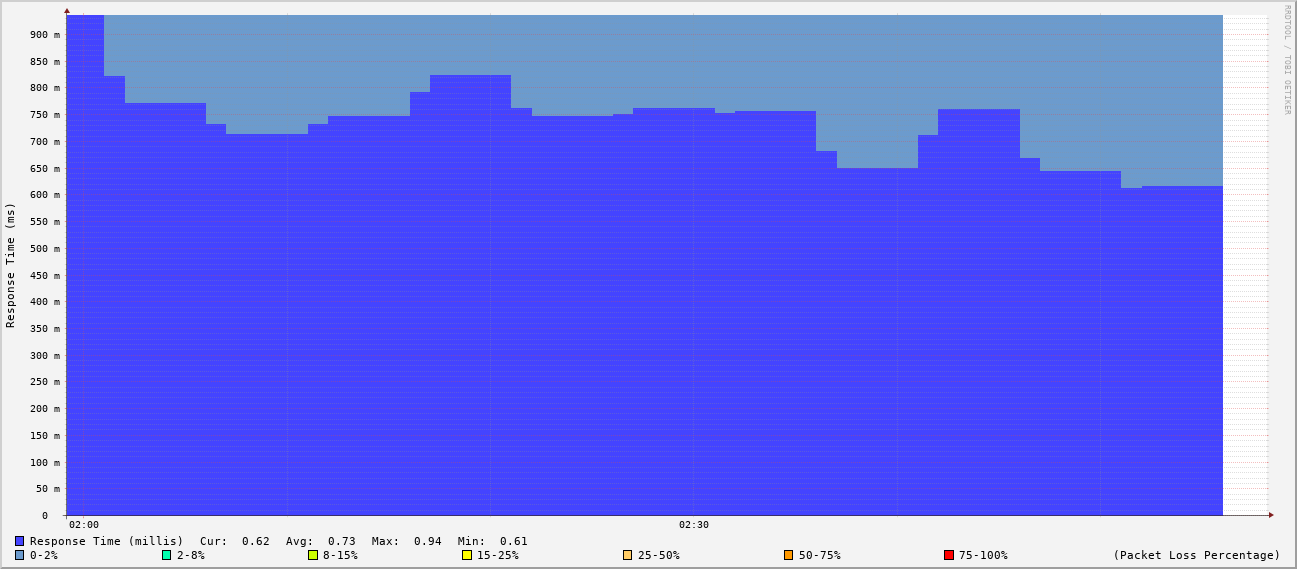 RRDTOOL / TOBI OETIKER
Response Time (ms)
900 m
850 m
800 m
750 m
700 m
650 m
600 m
550 m
500 m
450 m
400 m
350 m
300 m
250 m
200 m
150 m
100 m
50 m
0
02:00 02:30
Response Time (millis) Cur: 0.62 Avg: 0.73 Max: 0.94 Min: 0.61
0-2% 2-8% 8-15% 15-25% 25-50% 50-75% 75-100% (Packet Loss Percentage)